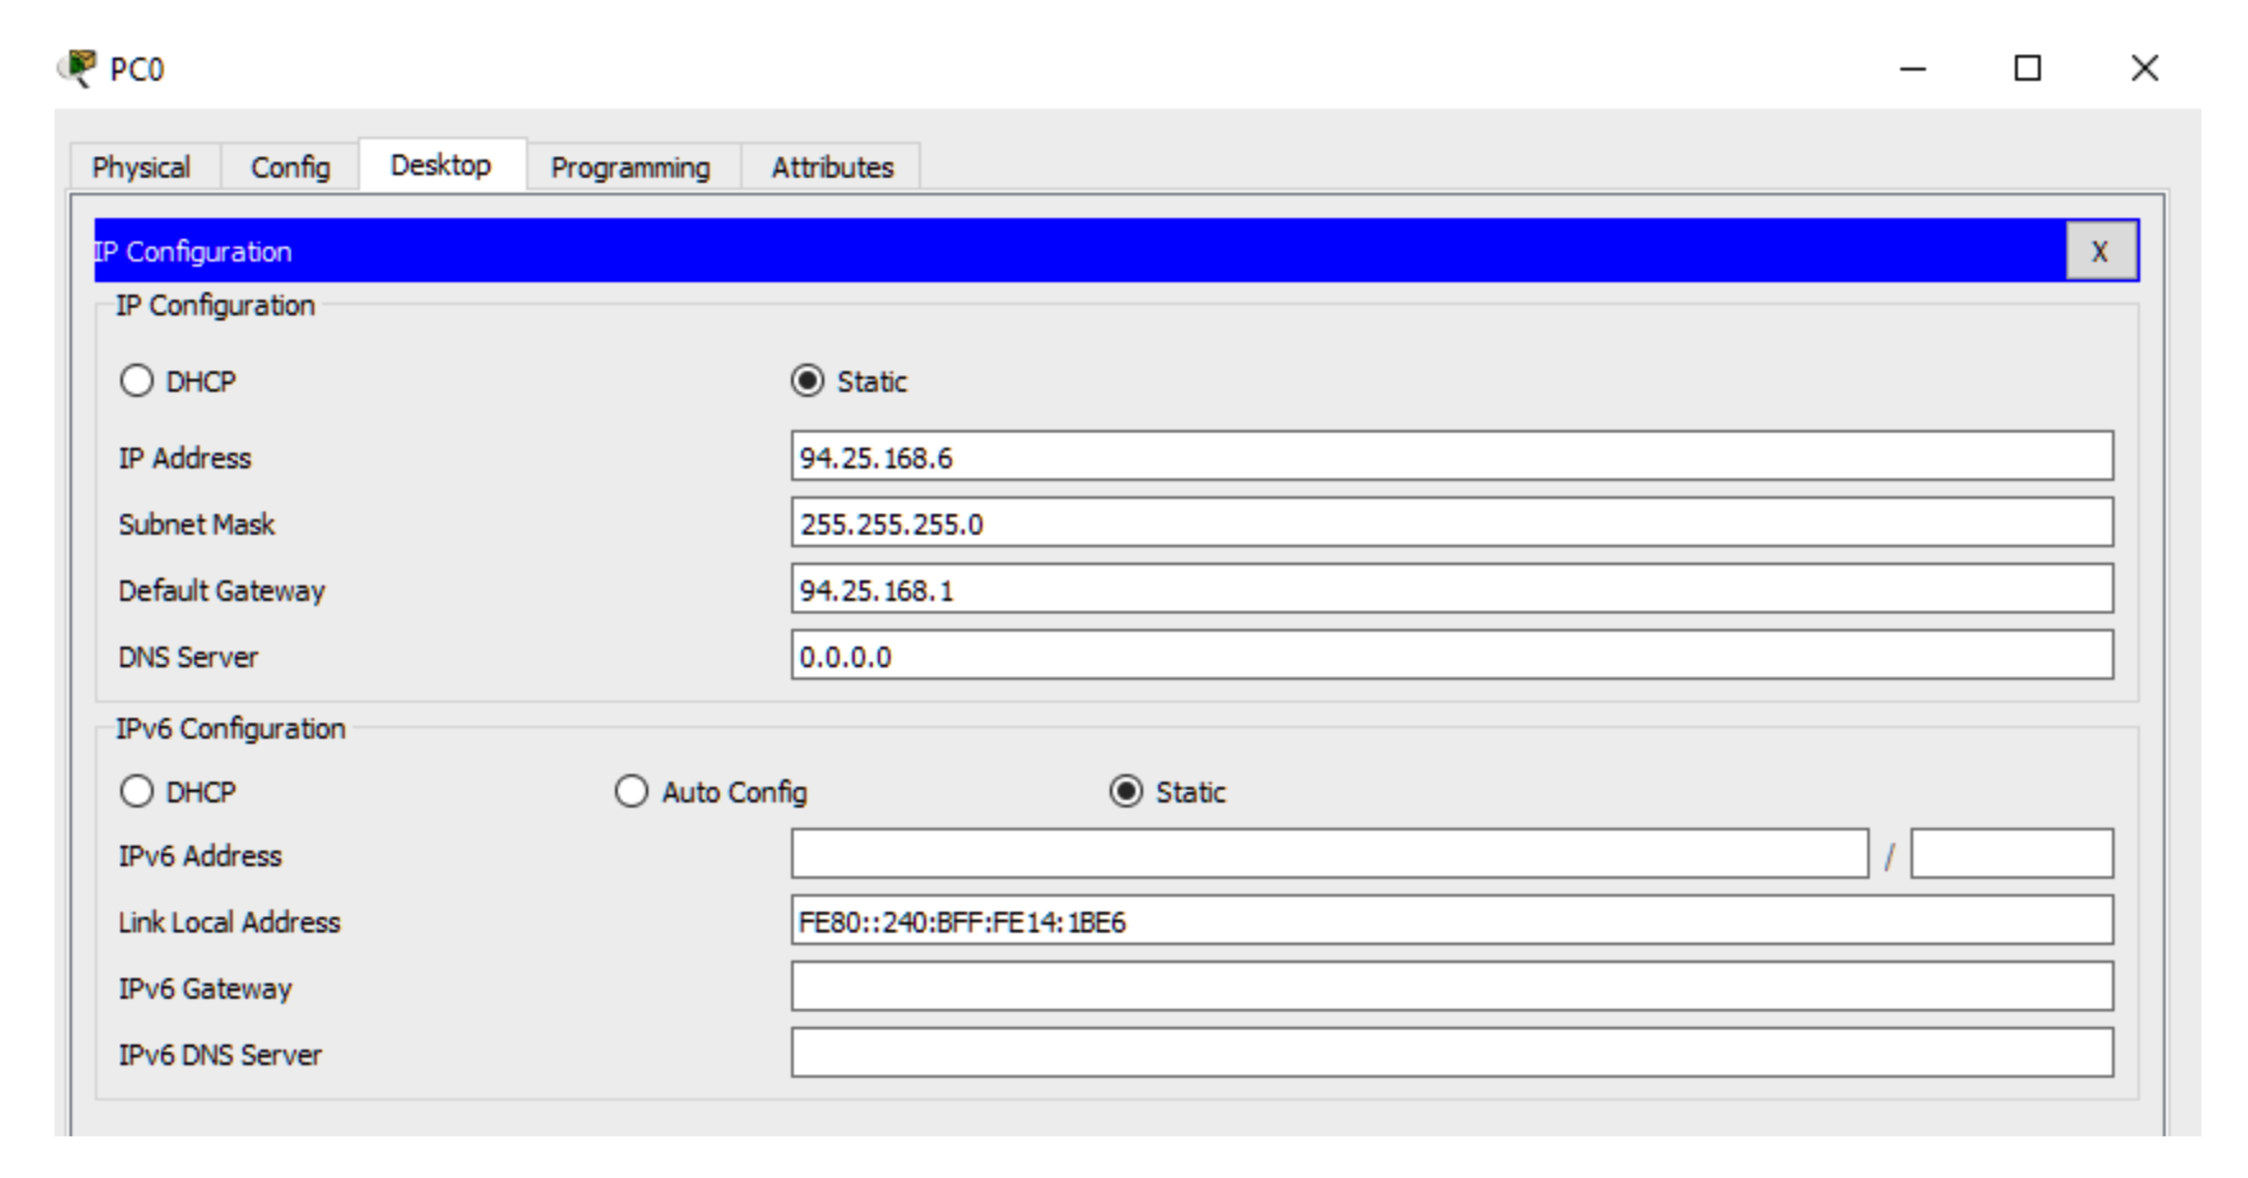 PC0
Physical Config Desktop Programming Attributes
IP Configuration X
IP Configuration
DHCP Static
IP Address 94.25.168.6
Subnet Mask 255.255.255.0
Default Gateway 94.25.168.1
DNS Server 0.0.0.0
IPv6 Configuration
DHCP Auto Config Static
IPv6 Address /
Link Local Address FE80::240:BFF:FE14:1BE6
IPv6 Gateway
IPv6 DNS Server